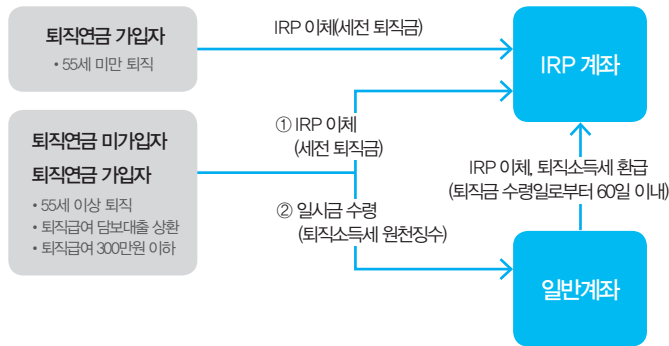 퇴직연금 가입자
• 55세 미만 퇴직
IRP 이체(세전 퇴직금)
IRP 계좌
퇴직연금 미가입자
퇴직연금 가입자
• 55세 이상 퇴직
• 퇴직급여 담보대출 상환
• 퇴직급여 300만원 이하
① IRP 이체
(세전 퇴직금)
② 일시금 수령
(퇴직소득세 원천징수)
IRP 이체, 퇴직소득세 환급
(퇴직금 수령일로부터 60일 이내)
일반계좌